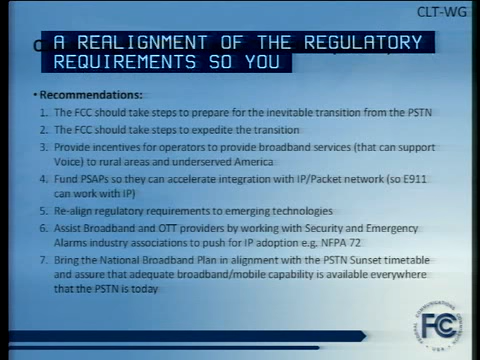 CLT-WG
A REALIGNMENT OF THE REGULATORY
REQUIREMENTS SO YOU
• Recommendations:
1. The FCC should take steps to prepare for the inevitable transition from the PSTN
2. The FCC should take steps to expedite the transition
3. Provide incentives for operators to provide broadband services (that can support
Voice) to rural areas and underserved America
4. Fund PSAPs so they can accelerate integration with IP/Packet network (so E911
can work with IP)
5. Re-align regulatory requirements to emerging technologies
6. Assist Broadband and OTT providers by working with Security and Emergency
Alarms industry associations to push for IP adoption e.g. NFPA 72
7. Bring the National Broadband Plan in alignment with the PSTN Sunset timetable
and assure that adequate broadband/mobile capability is available everywhere
that the PSTN is today
FEDERAL COMMUNICATIONS COMMISSION
FCC
USA